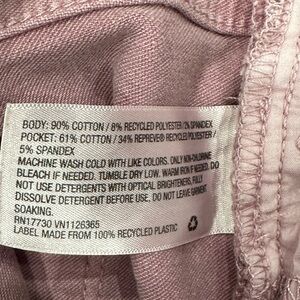 BODY: 90% COTTON / 8% RECYCLED POLYESTER / 2% SPANDEX
POCKET: 61% COTTON / 34% REPREVE® RECYCLED POLYESTER /
5% SPANDEX
MACHINE WASH COLD WITH LIKE COLORS. ONLY NON-CHLORINE
BLEACH IF NEEDED. TUMBLE DRY LOW. WARM IRON IF NEEDED. DO
NOT USE DETERGENTS WITH OPTICAL BRIGHTENERS. FULLY
DISSOLVE DETERGENT BEFORE USE, DO NOT LEAVE GARMENT
SOAKING.
RN17730 VN1126365
LABEL MADE FROM 100% RECYCLED PLASTIC